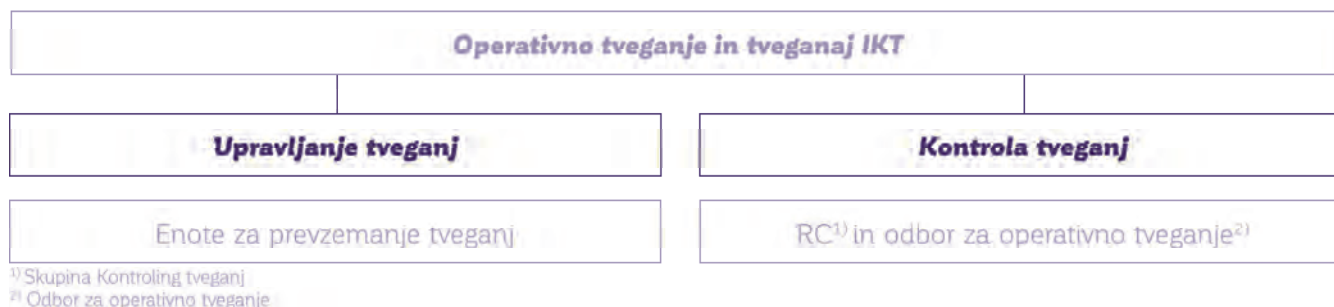 Operativno tveganje in tveganaj IKT
Upravljanje tveganj
Kontrola tveganj
Enote za prevzemanje tveganj
RC¹⁾ in odbor za operativno tveganje²⁾
¹⁾ Skupina Kontroling tveganj
²⁾ Odbor za operativno tveganje